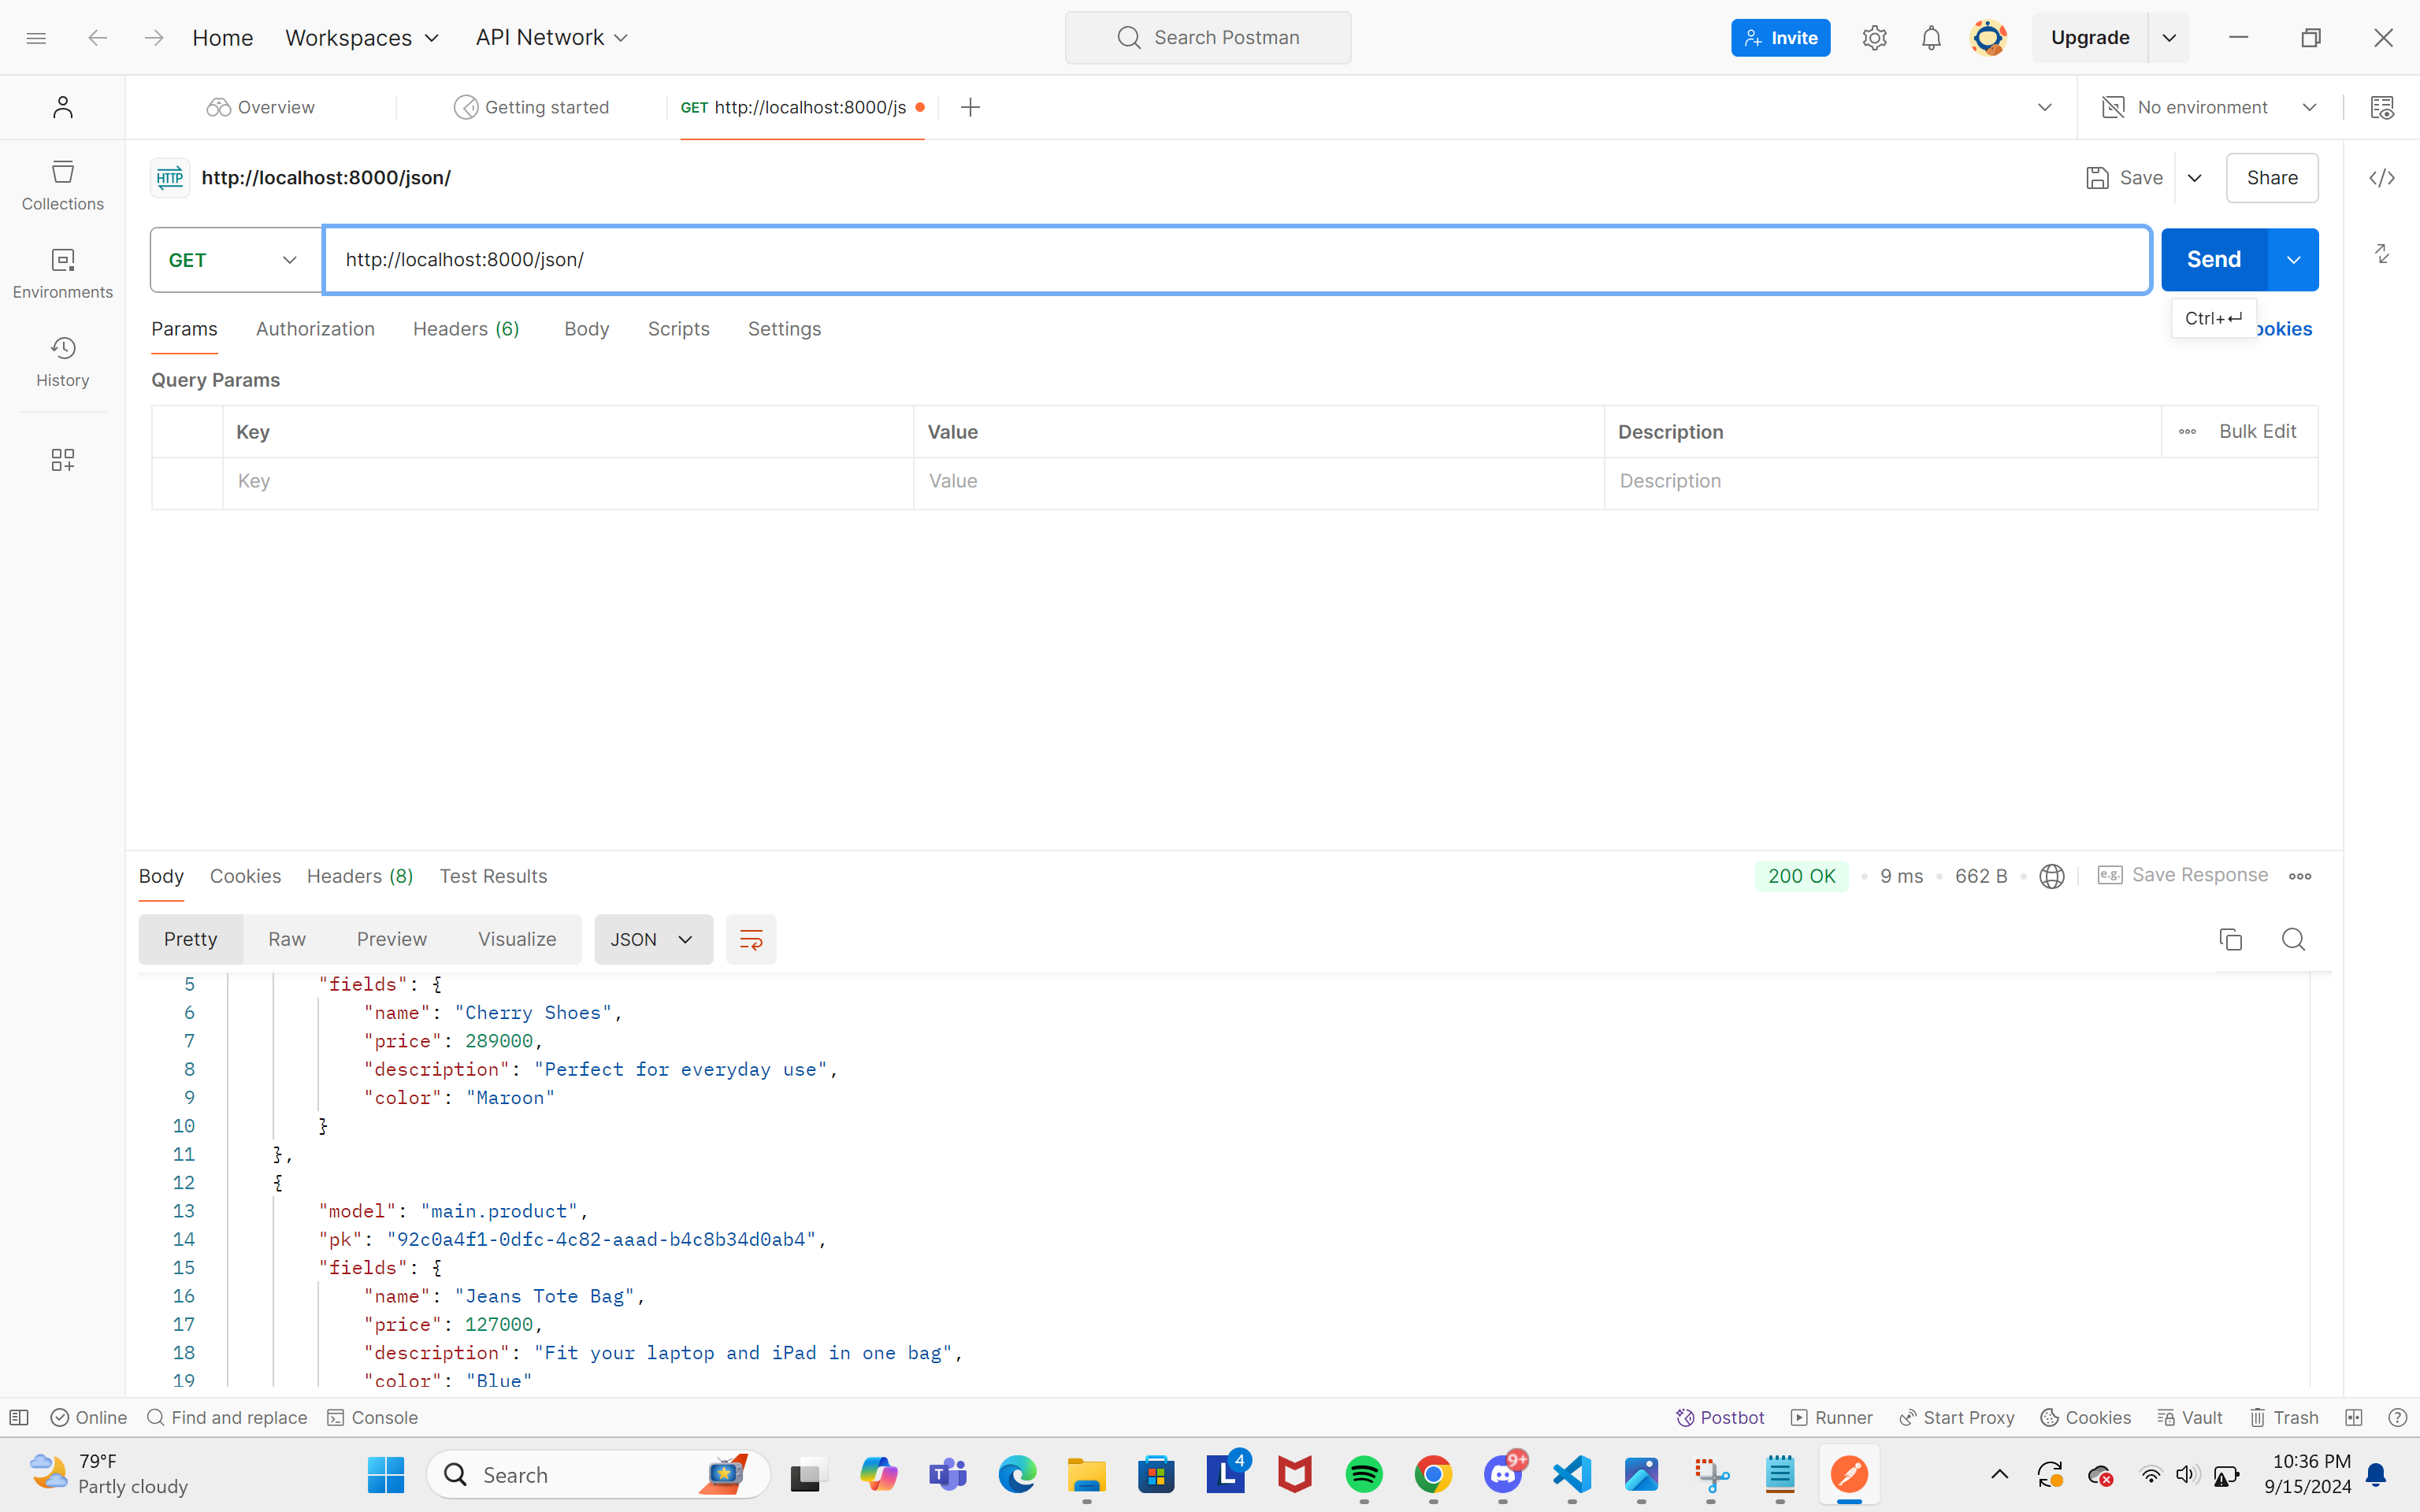 Home Workspaces API Network Search Postman Invite Upgrade
Overview Getting started GET http://localhost:8000/js No environment
HTTP http://localhost:8000/json/ Save Share
Collections
GET http://localhost:8000/json/ Send
Environments
Params Authorization Headers (6) Body Scripts Settings Ctrl+↵ ookies
History
Query Params
Key Value Description Bulk Edit
Key Value Description
Body Cookies Headers (8) Test Results 200 OK 9 ms 662 B e.g. Save Response
Pretty Raw Preview Visualize JSON
5 "fields": {
6 "name": "Cherry Shoes",
7 "price": 289000,
8 "description": "Perfect for everyday use",
9 "color": "Maroon"
10 }
11 },
12 {
13 "model": "main.product",
14 "pk": "92c0a4f1-0dfc-4c82-aaad-b4c8b34d0ab4",
15 "fields": {
16 "name": "Jeans Tote Bag",
17 "price": 127000,
18 "description": "Fit your laptop and iPad in one bag",
19 "color": "Blue"
Online Find and replace Console Postbot Runner Start Proxy Cookies Vault Trash
79°F
Partly cloudy
Search
T
L 4
9+
10:36 PM
9/15/2024